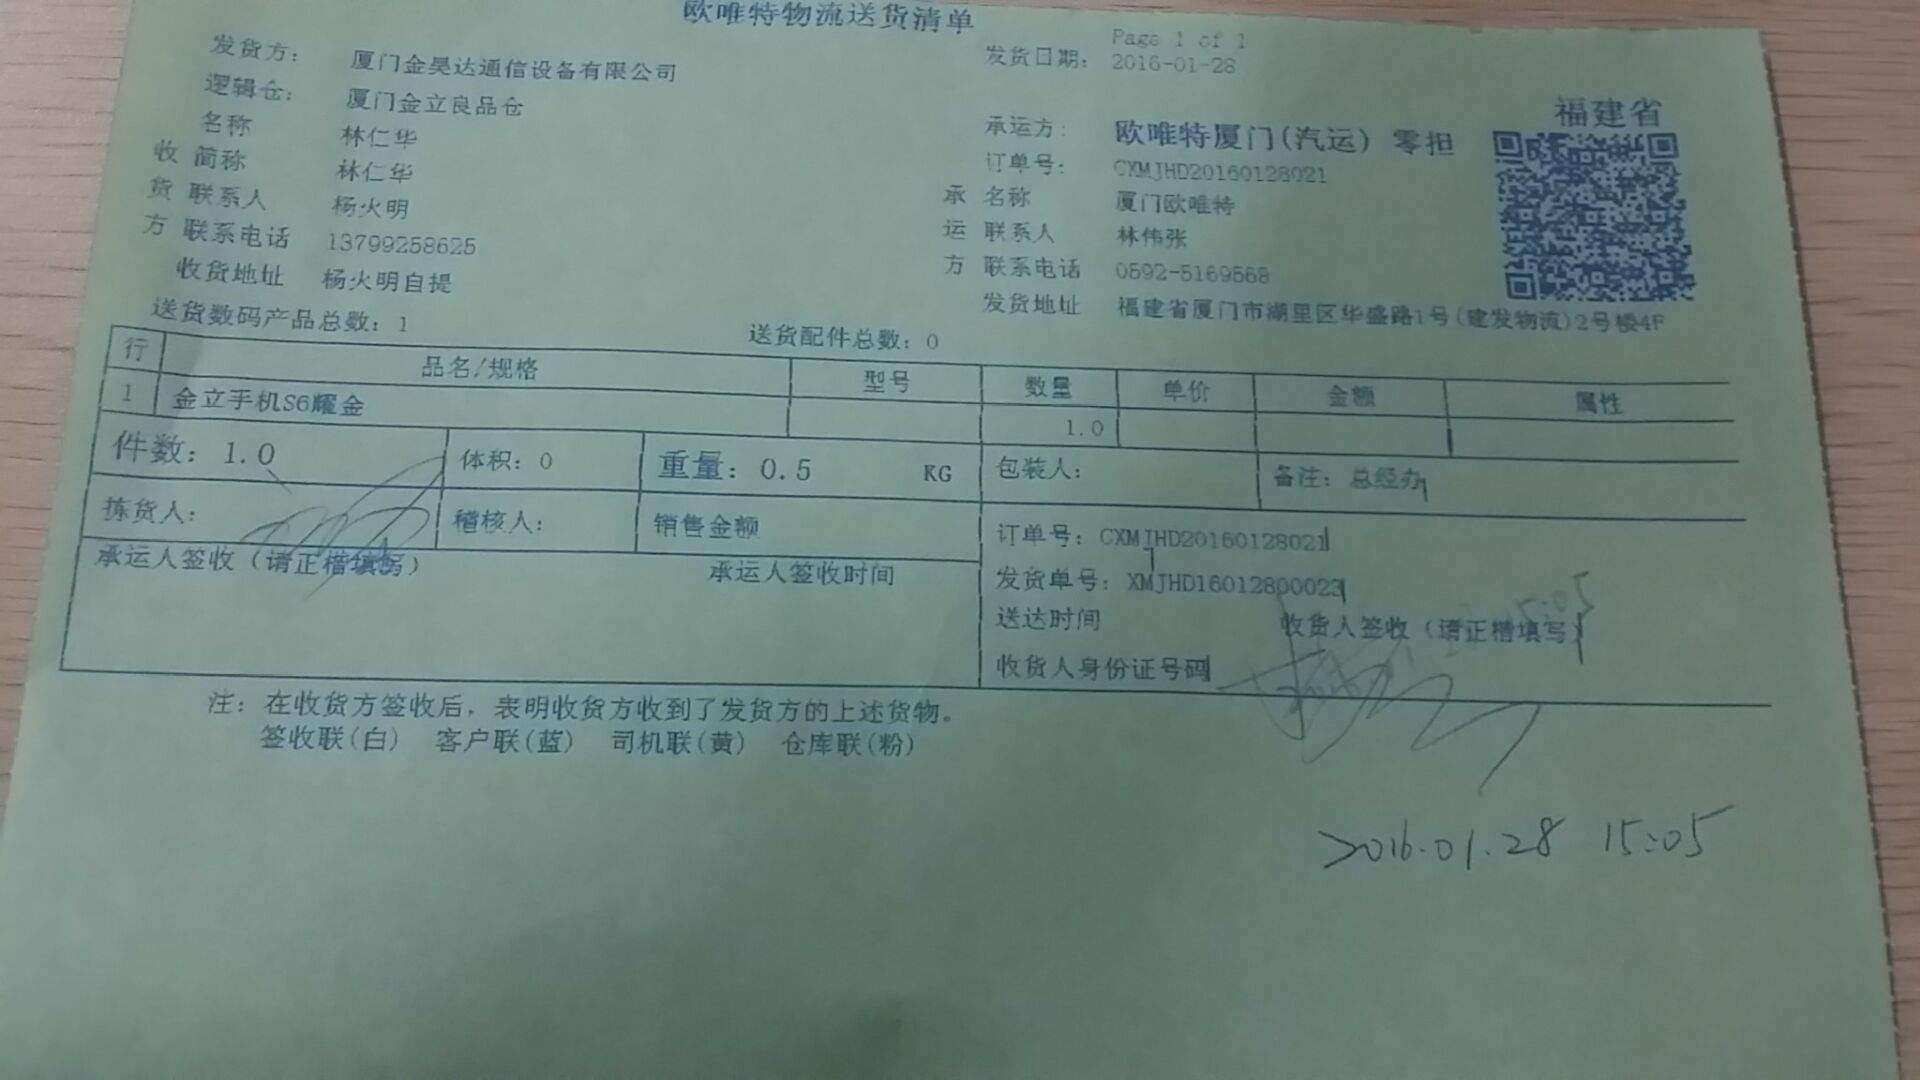 欧唯特物流送货清单
Page 1 of 1
发货方： 厦门金昊达通信设备有限公司 发货日期： 2016-01-28
逻辑仓： 厦门金立良品仓
福建省
名称 林仁华 承运方： 欧唯特厦门(汽运) 零担
收 简称 林仁华 订单号： CXMJHD20160128021
货 联系人 杨火明 承 名称 厦门欧唯特
方 联系电话 13799258625 运 联系人 林伟张
收货地址 杨火明自提 方 联系电话 0592-5169568
发货地址 福建省厦门市湖里区华盛路1号(建发物流)2号楼4F
送货数码产品总数：1 送货配件总数：0
行 品名/规格 型号 数量 单价 金额 属性
1 金立手机S6耀金 1.0
件数：1.0 体积：0 重量：0.5 KG 包装人： 备注：总经办
拣货人： 稽核人： 销售金额 订单号：CXMJHD20160128021
承运人签收（请正楷填写） 承运人签收时间 发货单号：XMJHD16012800023
送达时间 收货人签收（请正楷填写）
收货人身份证号码
注：在收货方签收后，表明收货方收到了发货方的上述货物。
签收联(白) 客户联(蓝) 司机联(黄) 仓库联(粉)
2016.01.28 15:05